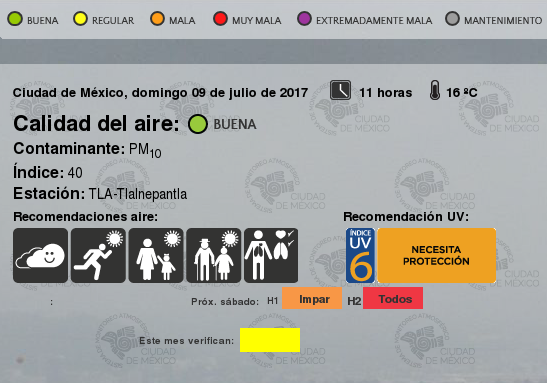 BUENA REGULAR MALA MUY MALA EXTREMADAMENTE MALA MANTENIMIENTO
Ciudad de México, domingo 09 de julio de 2017 11 horas 16 ºC
Calidad del aire: BUENA
Contaminante: PM10
Índice: 40
Estación: TLA-Tlalnepantla
Recomendaciones aire: Recomendación UV:
ÍNDICE
UV
6
NECESITA
PROTECCIÓN
: Próx. sábado: H1 Impar H2 Todos
Este mes verifican:
CIUDAD
DE MÉXICO